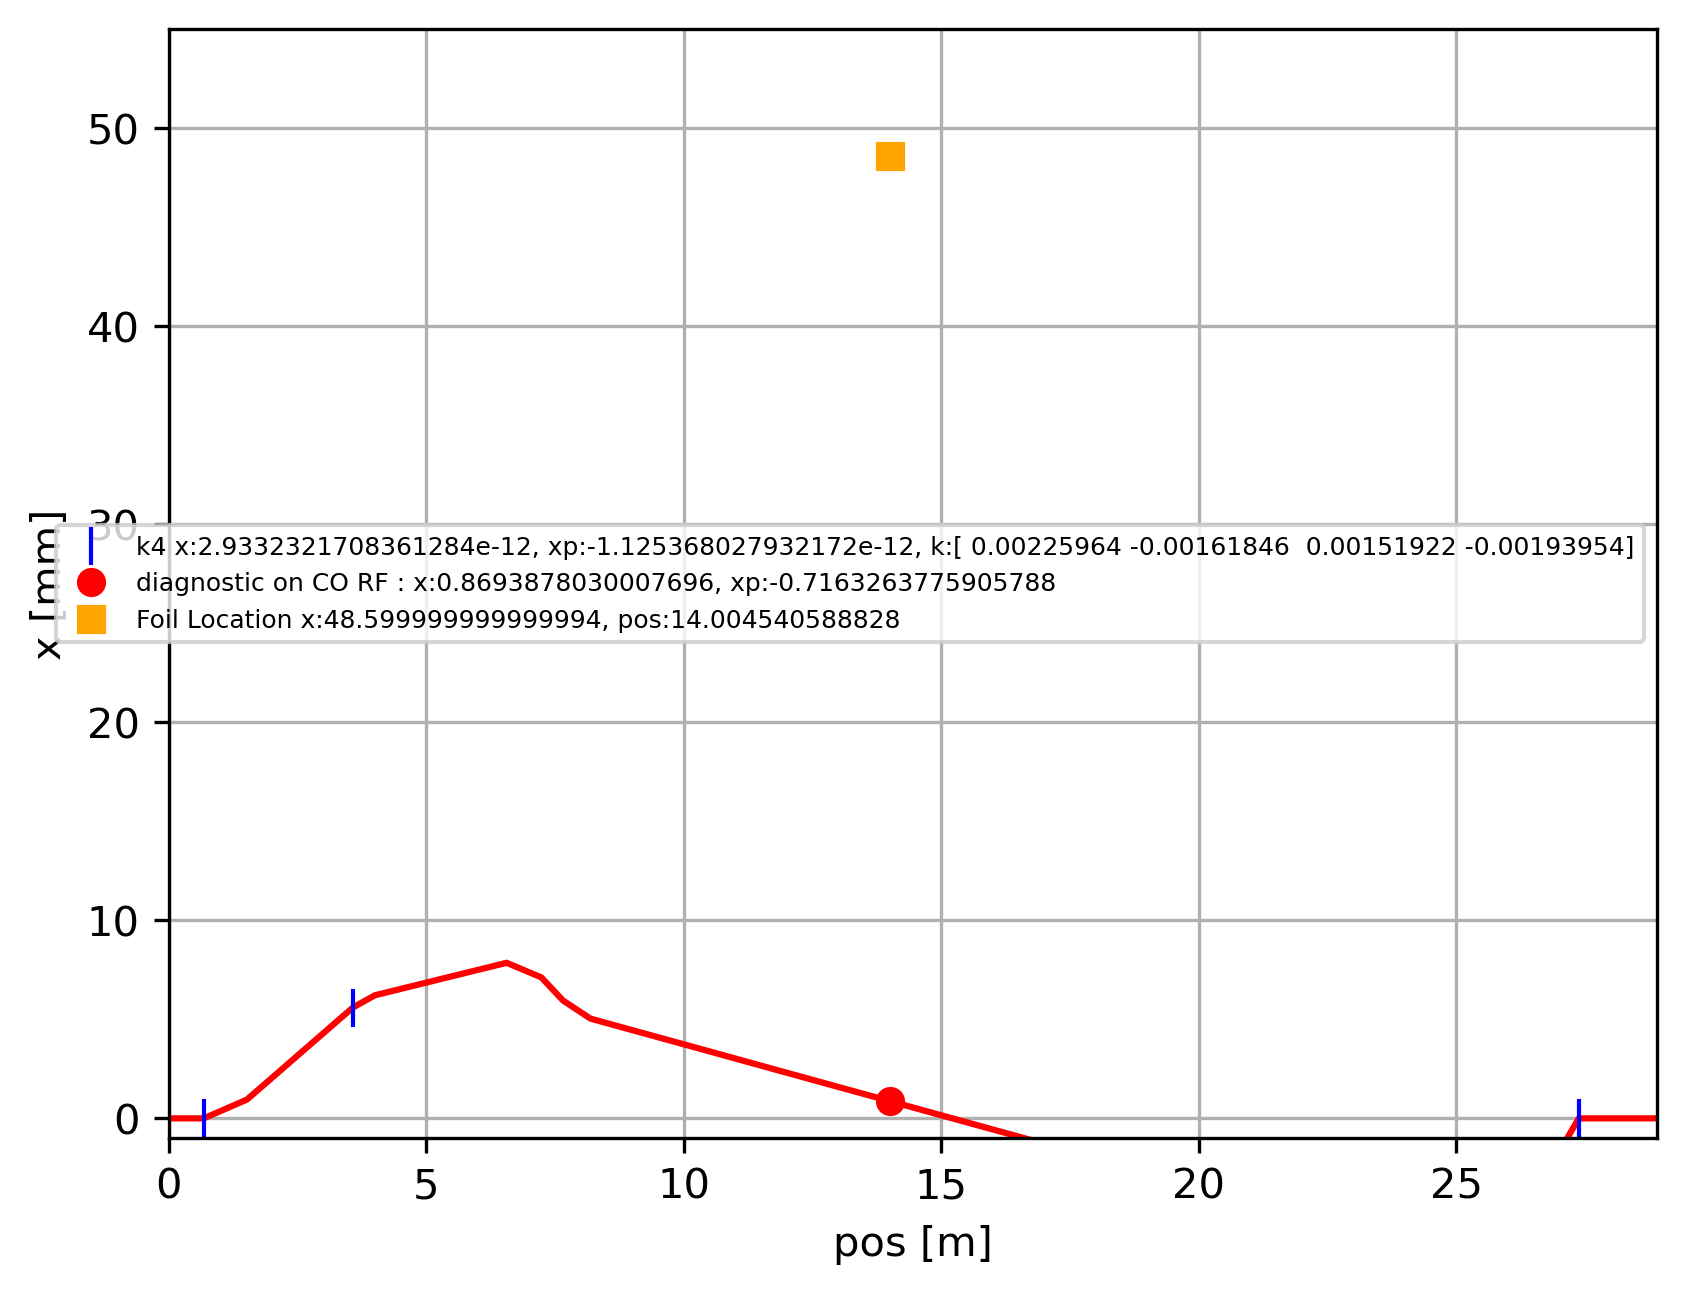 50
40
30
x [mm]
k4 x:2.9332321708361284e-12, xp:-1.125368027932172e-12, k:[ 0.00225964 -0.00161846  0.00151922 -0.00193954]
diagnostic on CO RF : x:0.8693878030007696, xp:-0.7163263775905788
Foil Location x:48.599999999999994, pos:14.004540588828
20
10
0
0 5 10 15 20 25
pos [m]